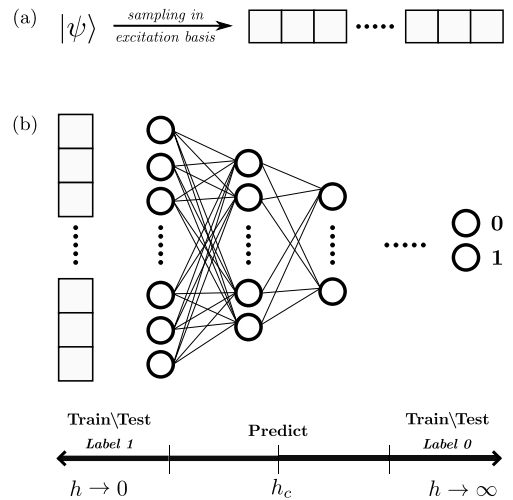 (a)
|ψ⟩
sampling in
excitation basis
(b)
0
1
Train\Test
Label 1
Predict
Train\Test
Label 0
h → 0
h_c
h → ∞